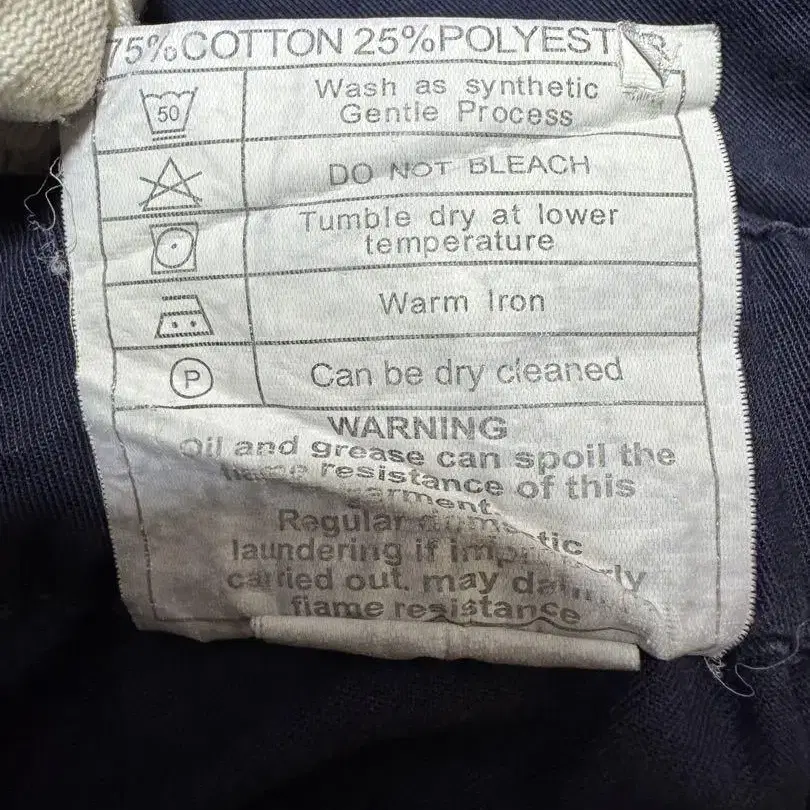 75%COTTON 25%POLYEST
50
Wash as synthetic
Gentle Process
DO NOT BLEACH
Tumble dry at lower
temperature
Warm Iron
P
Can be dry cleaned
WARNING
Oil and grease can spoil the
flame resistance of this
garment
Regular
laundering if
carried out, may
flame resistance